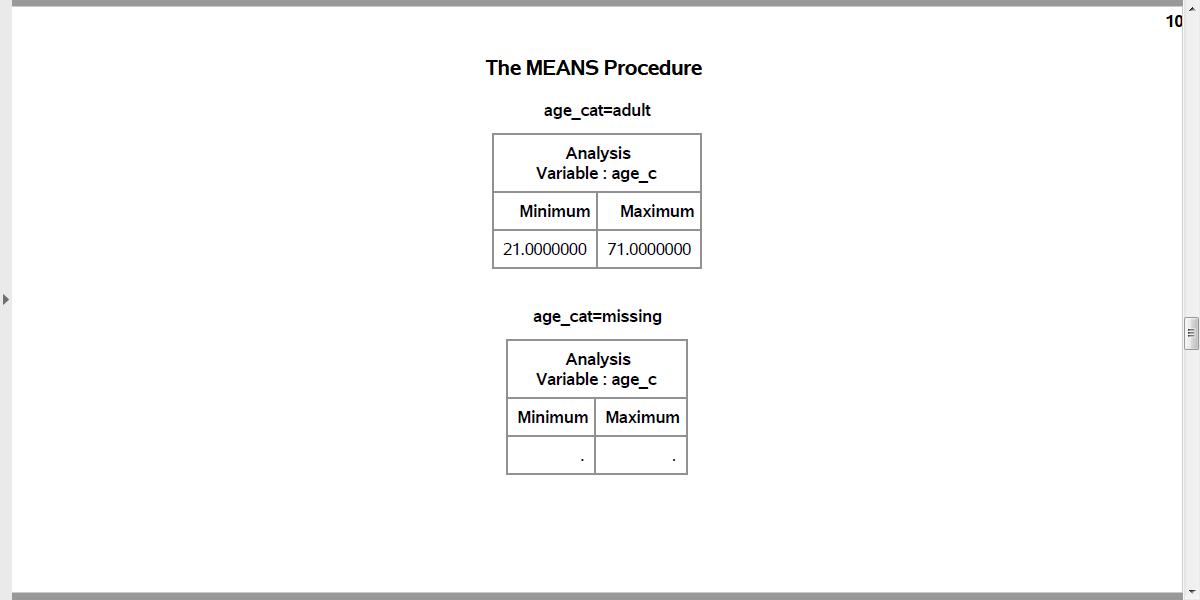 10
The MEANS Procedure
age_cat=adult
Analysis
Variable : age_c
Minimum Maximum
21.0000000 71.0000000
age_cat=missing
Analysis
Variable : age_c
Minimum Maximum
. .